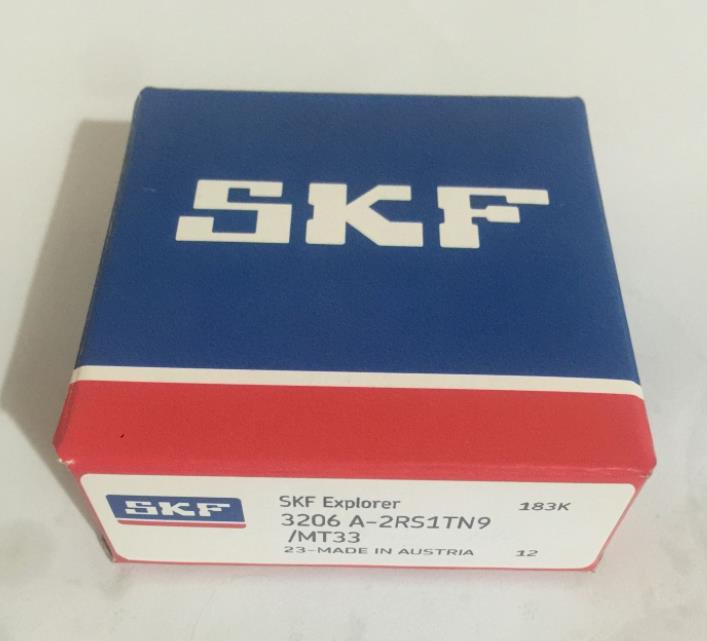 SKF
SKF
SKF Explorer 183K
3206 A-2RS1TN9
/MT33
23-MADE IN AUSTRIA 12